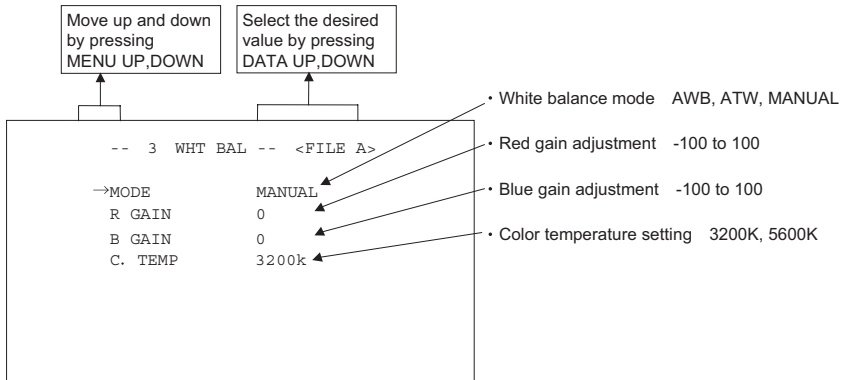 Move up and down
by pressing
MENU UP,DOWN
Select the desired
value by pressing
DATA UP,DOWN
-- 3 WHT BAL -- <FILE A>
→MODE MANUAL
R GAIN 0
B GAIN 0
C. TEMP 3200k
・White balance mode AWB, ATW, MANUAL
・Red gain adjustment -100 to 100
・Blue gain adjustment -100 to 100
・Color temperature setting 3200K, 5600K